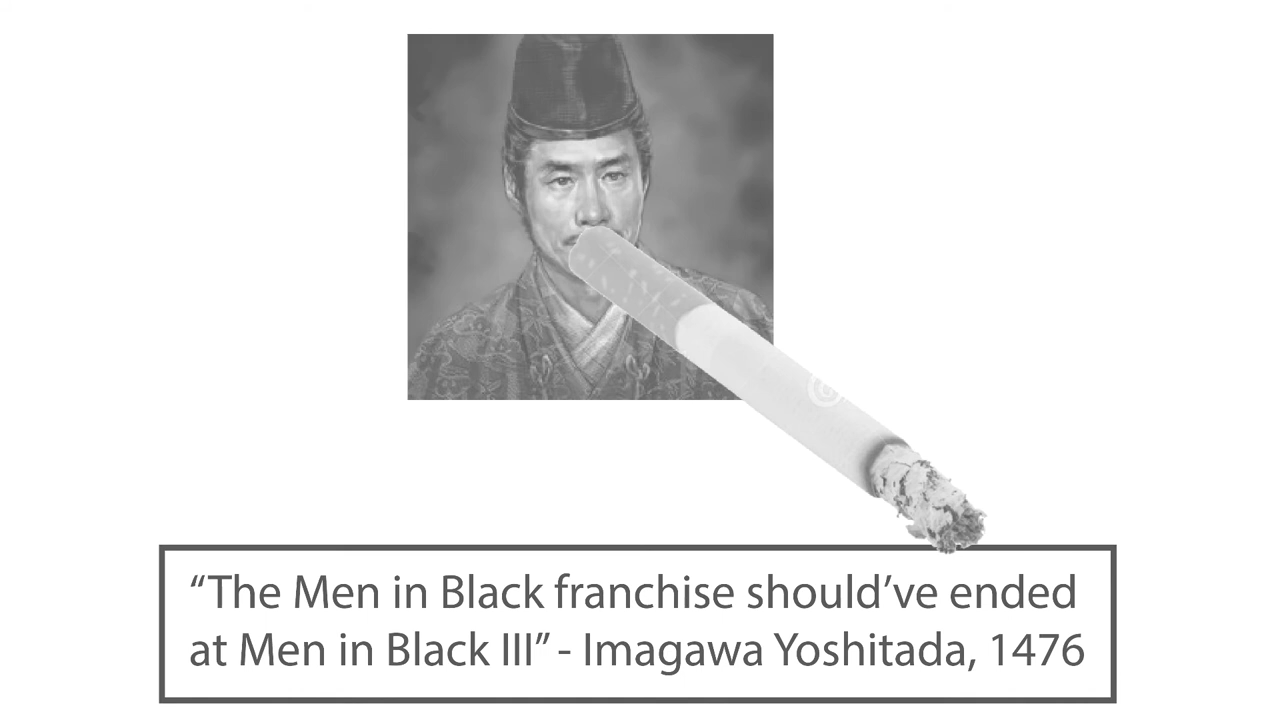 “The Men in Black franchise should’ve ended
at Men in Black III” - Imagawa Yoshitada, 1476